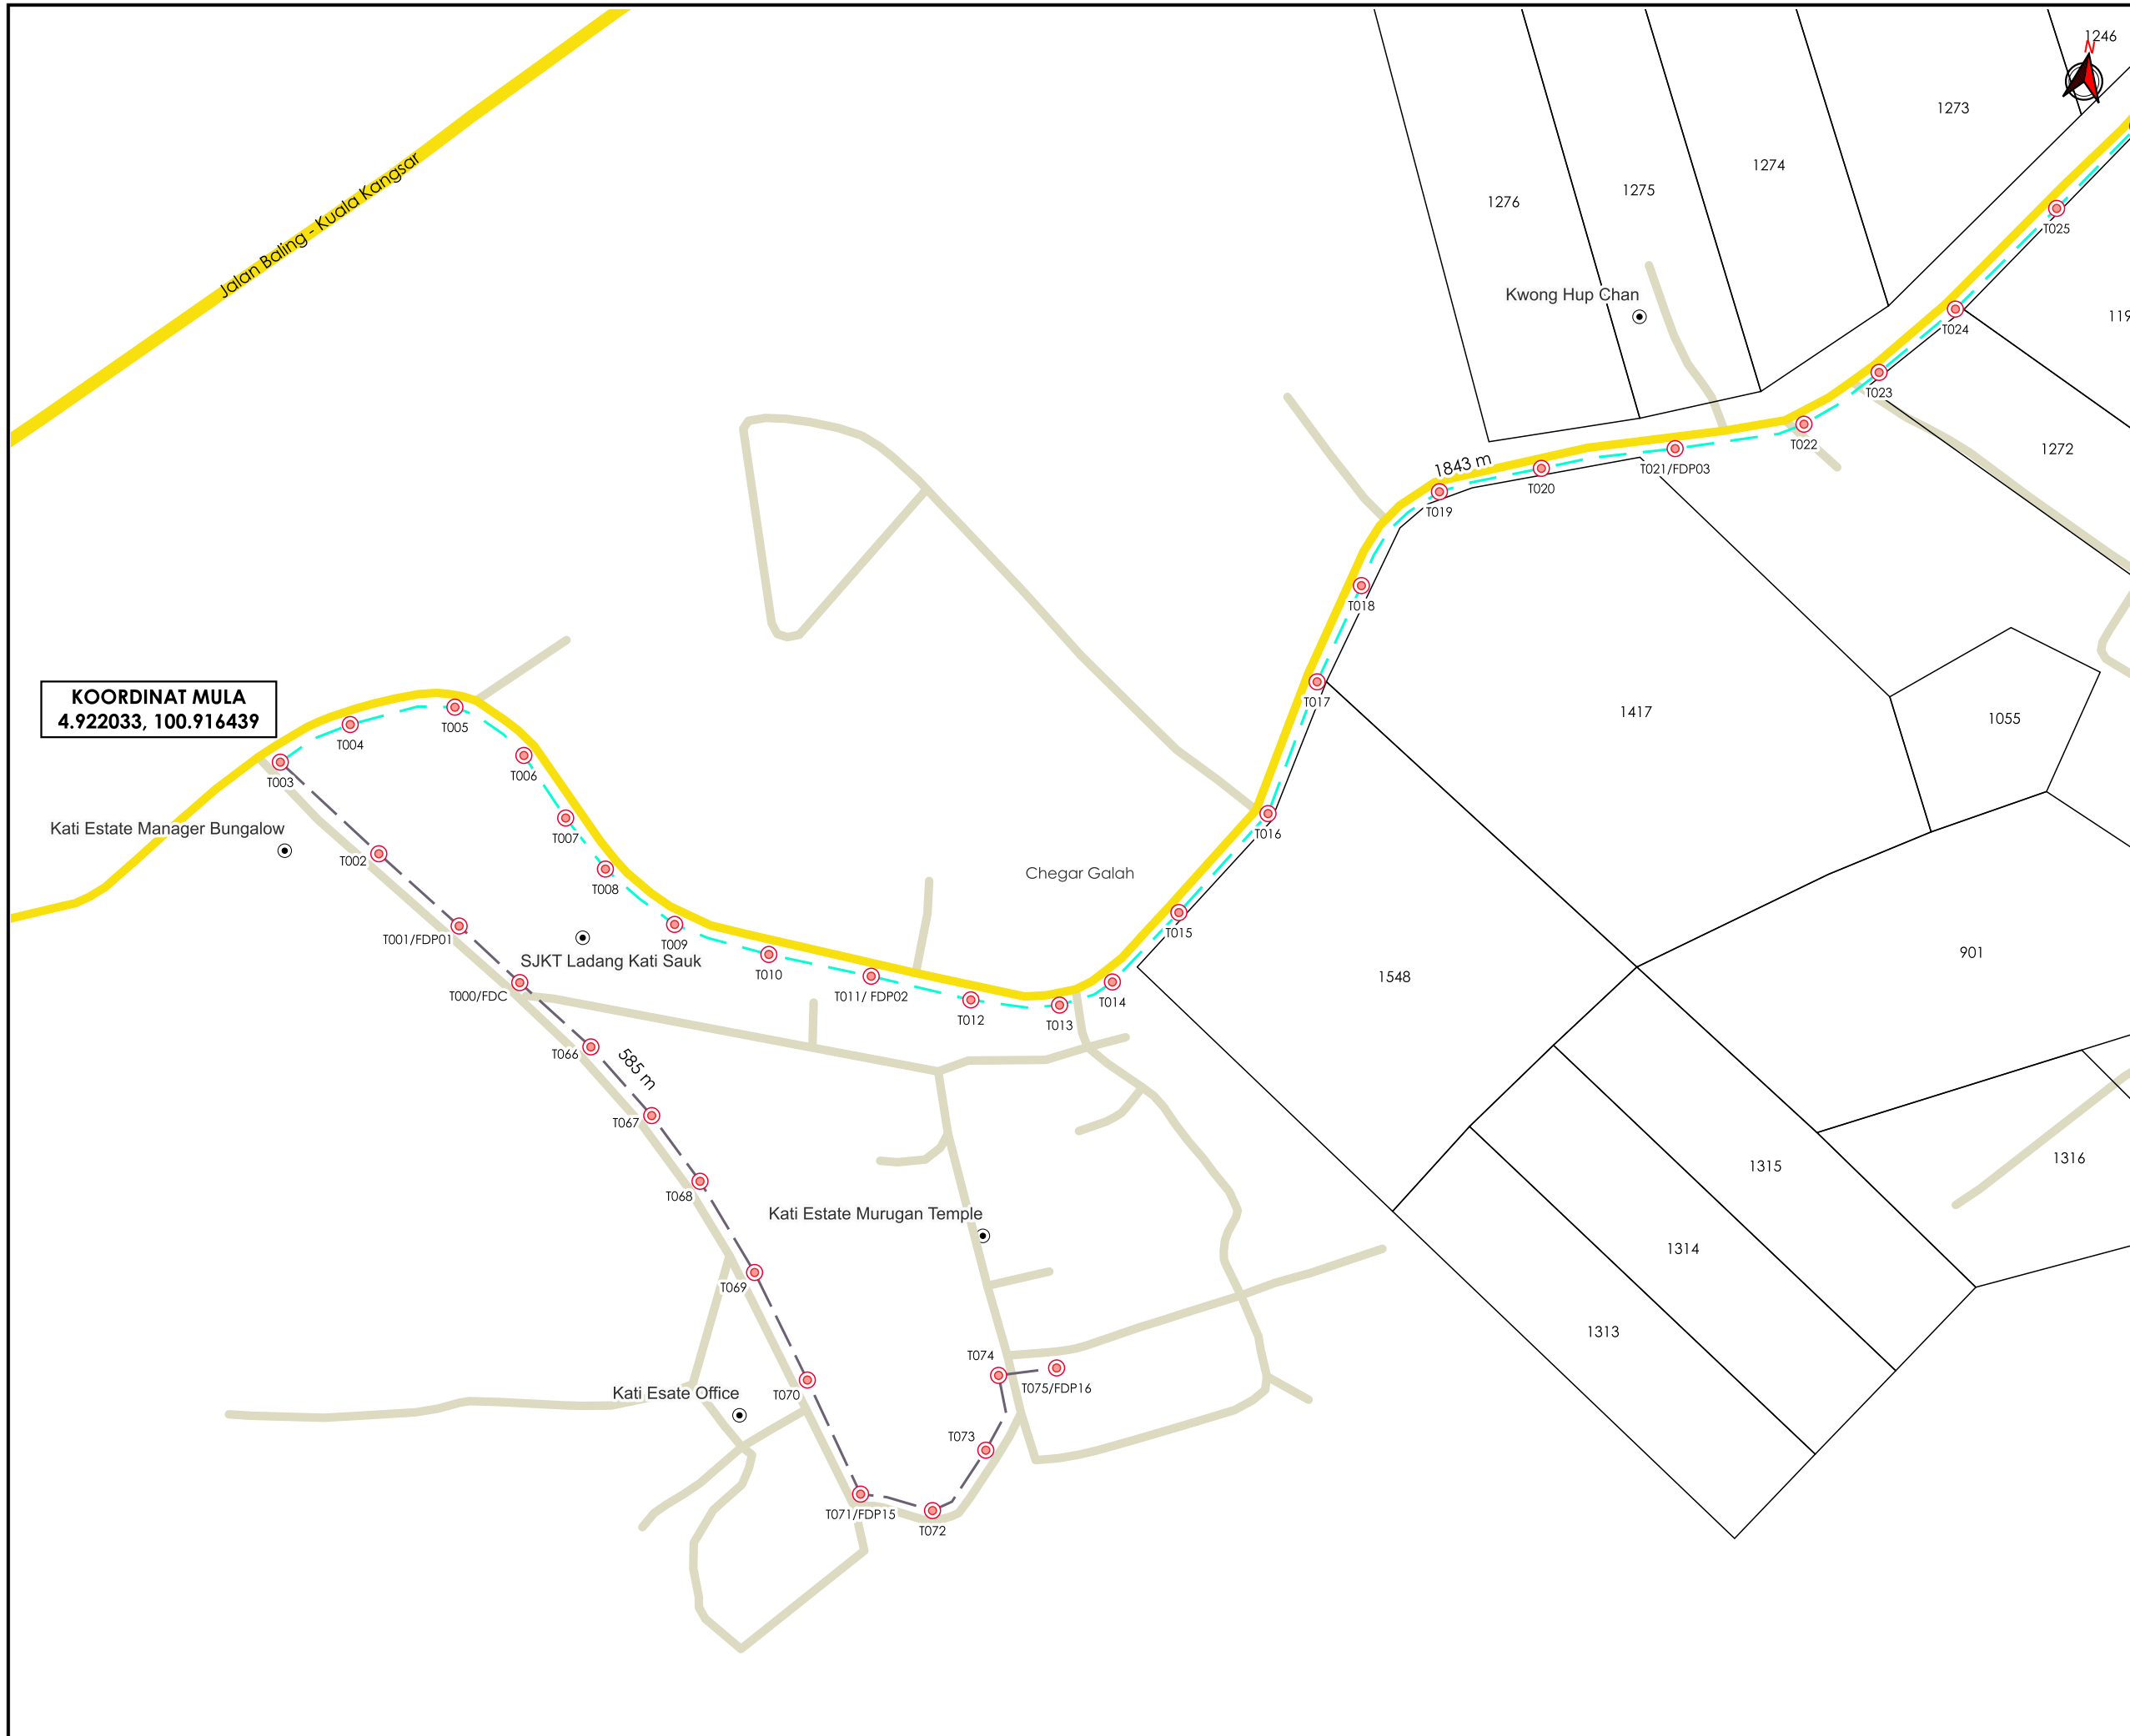 1246
N
1273
1274
1275
1276
Jalan Baling - Kuala Kangsar
T025
Kwong Hup Chan
T024
T023
T022
1272
1843 m
T021/FDP03
T020
T019
T018
T017
1417
1055
KOORDINAT MULA
4.922033, 100.916439
T003
T004
T005
T006
T007
T008
T016
Kati Estate Manager Bungalow
T002
Chegar Galah
T001/FDP01
T009
T015
SJKT Ladang Kati Sauk
T010
T011/ FDP02
T012
T013
T014
901
1548
T000/FDC
T066
585 m
T067
T068
1315
1316
Kati Estate Murugan Temple
1314
T069
1313
T074
T075/FDP16
T070
Kati Esate Office
T073
T071/FDP15
T072